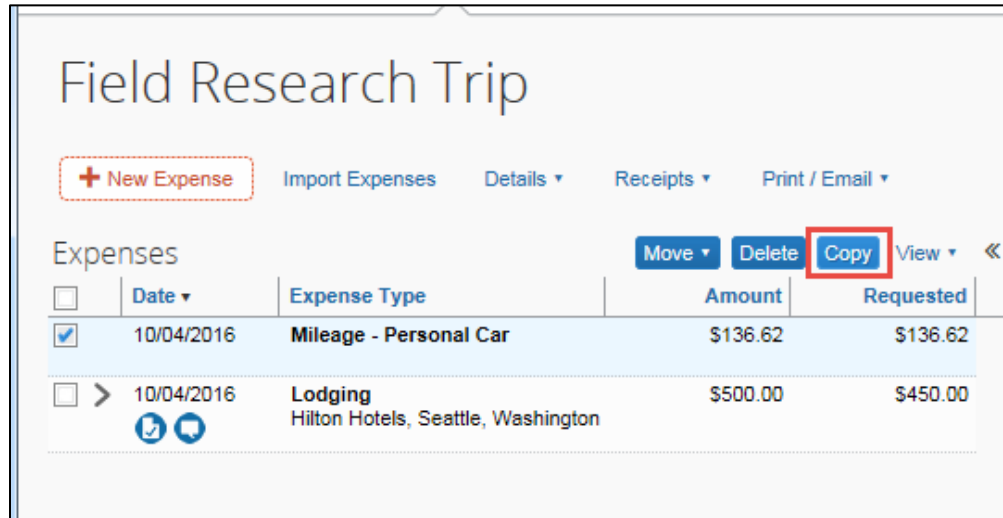 Field Research Trip
New Expense Import Expenses Details Receipts Print / Email
Expenses Move Delete Copy View
Date Expense Type Amount Requested
10/04/2016 Mileage - Personal Car $136.62 $136.62
10/04/2016 Lodging $500.00 $450.00
Hilton Hotels, Seattle, Washington